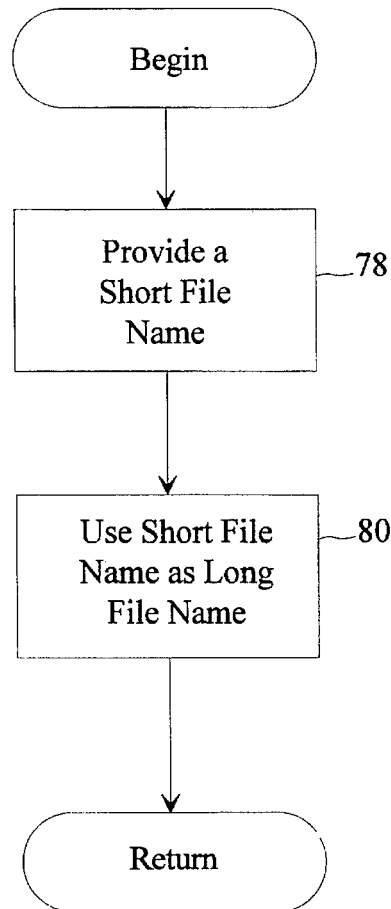 Begin
Provide a
Short File
Name
78
Use Short File
Name as Long
File Name
80
Return